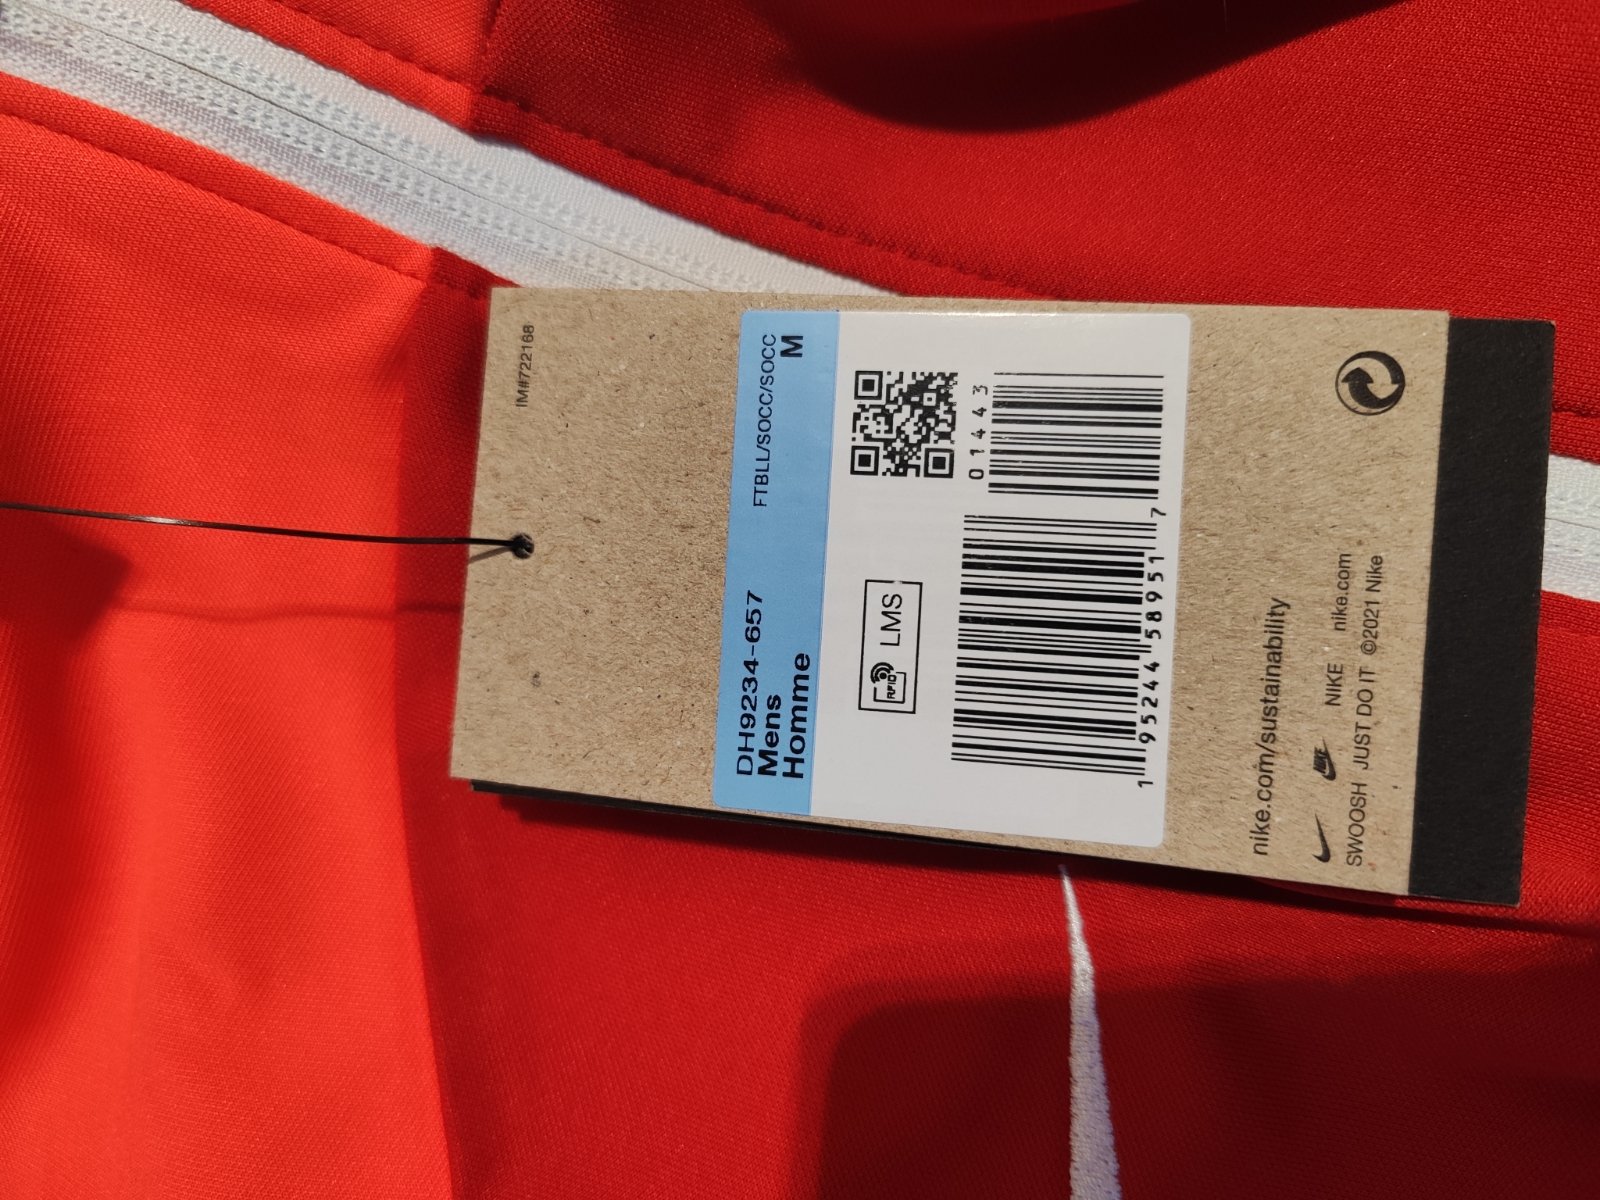 IM#722168
DH9234-657 FTBLL/SOCC/SOCC
Mens M
Homme
RFID LMS
01443
1 95244 58951 7
nike.com/sustainability
NIKE nike.com
SWOOSH JUST DO IT ©2021 Nike